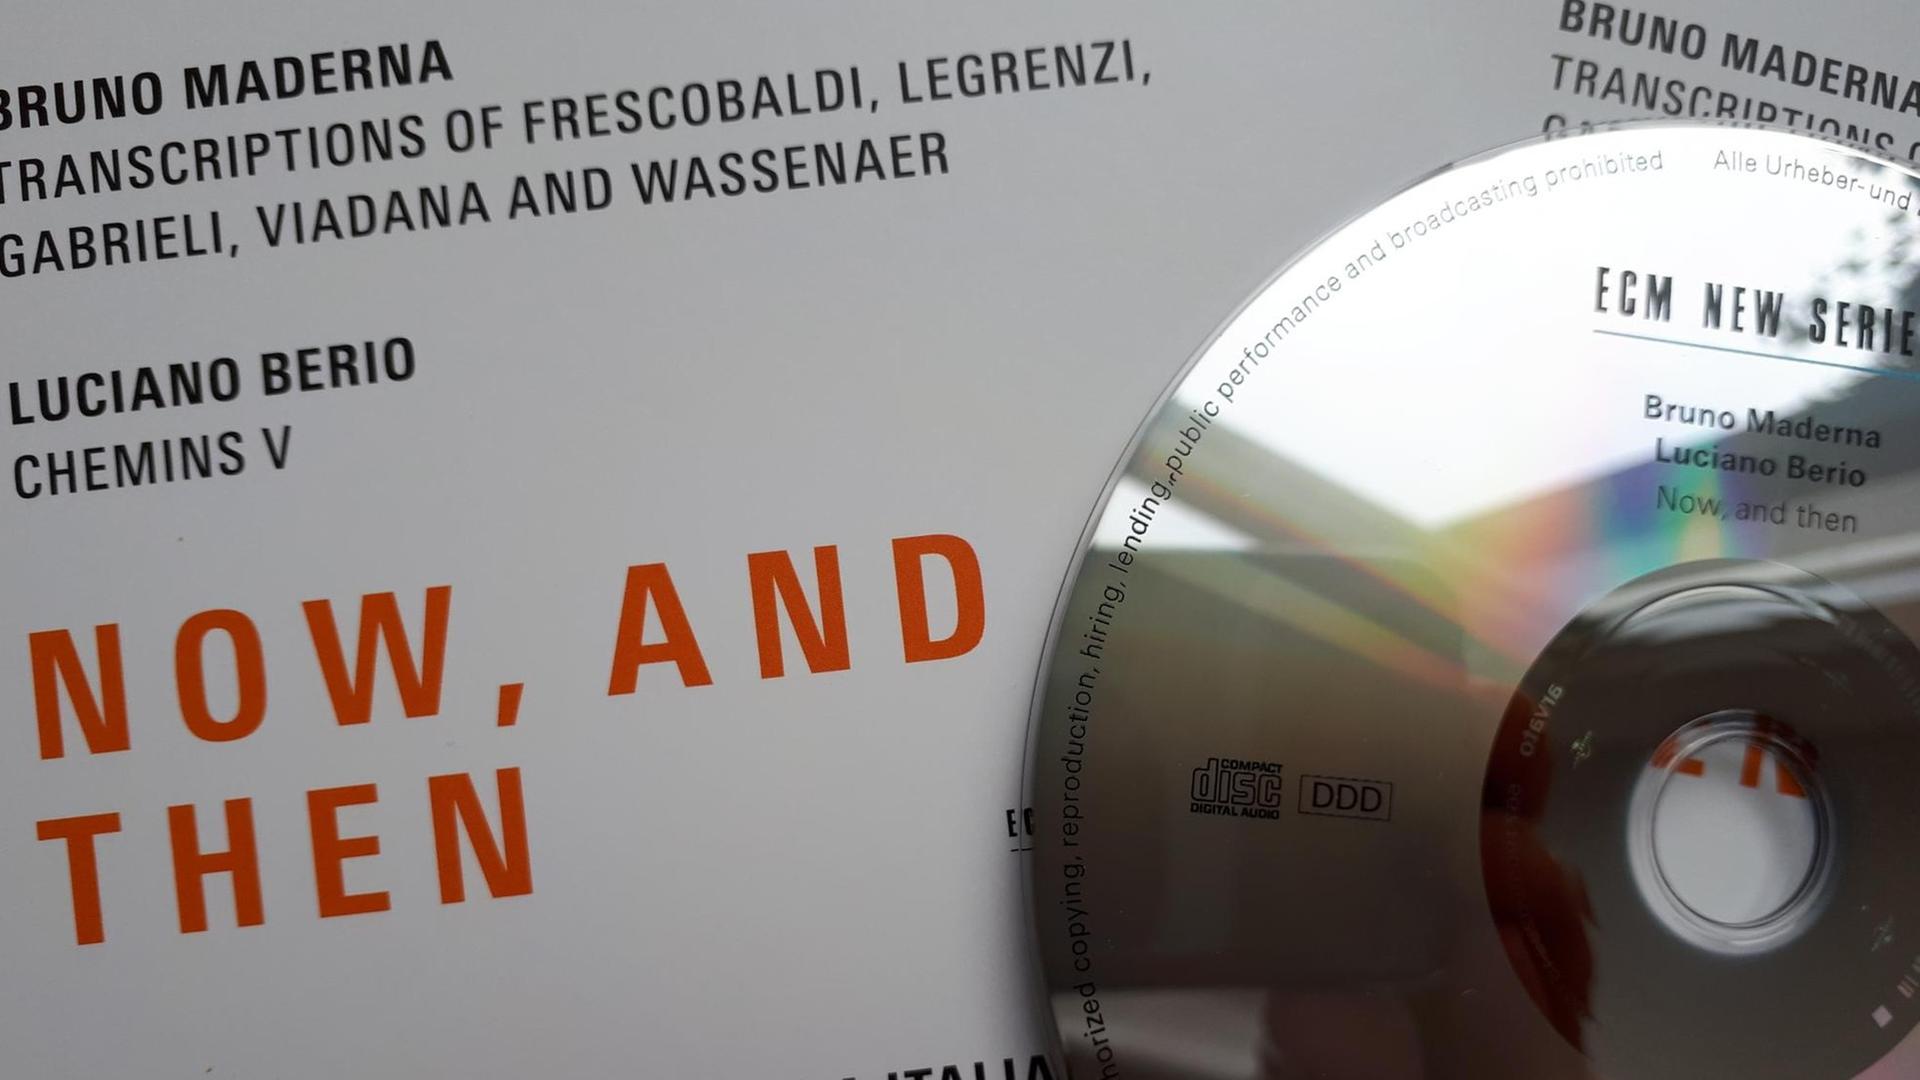 BRUNO MADERNA
TRANSCRIPTIONS OF FRESCOBALDI, LEGRENZI,
GABRIELI, VIADANA AND WASSENAER
LUCIANO BERIO
CHEMINS V
NOW, AND
THEN
ITALIA
BRUNO MADERNA
TRANSCRIPTIONS
horized copying, reproduction, hiring, lending, public performance and broadcasting prohibited
Alle Urheber- und
ECM NEW SERIE
Bruno Maderna
Luciano Berio
Now, and then
COMPACT
disc
DIGITAL AUDIO
DDD